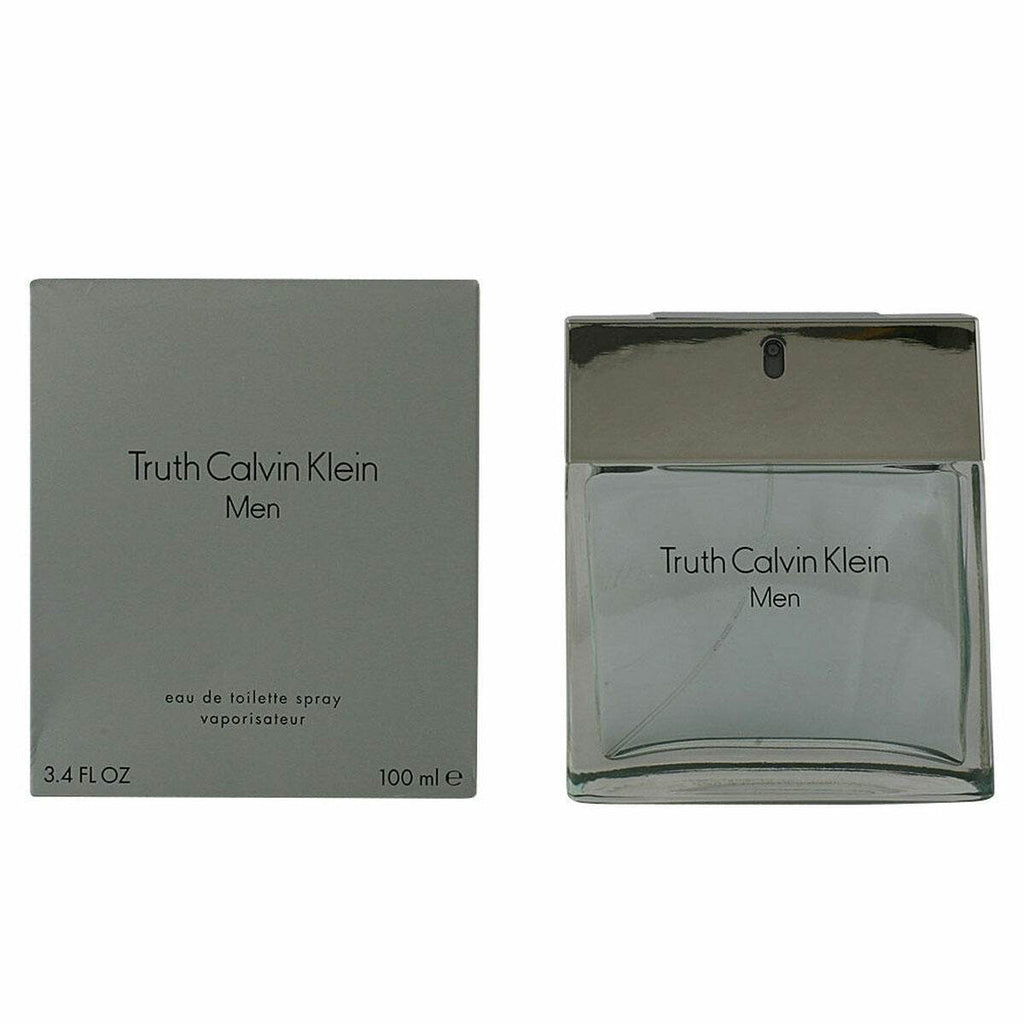 Truth Calvin Klein
Men
eau de toilette spray
vaporisateur
3.4 FL OZ
100 ml ℮
Truth Calvin Klein
Men